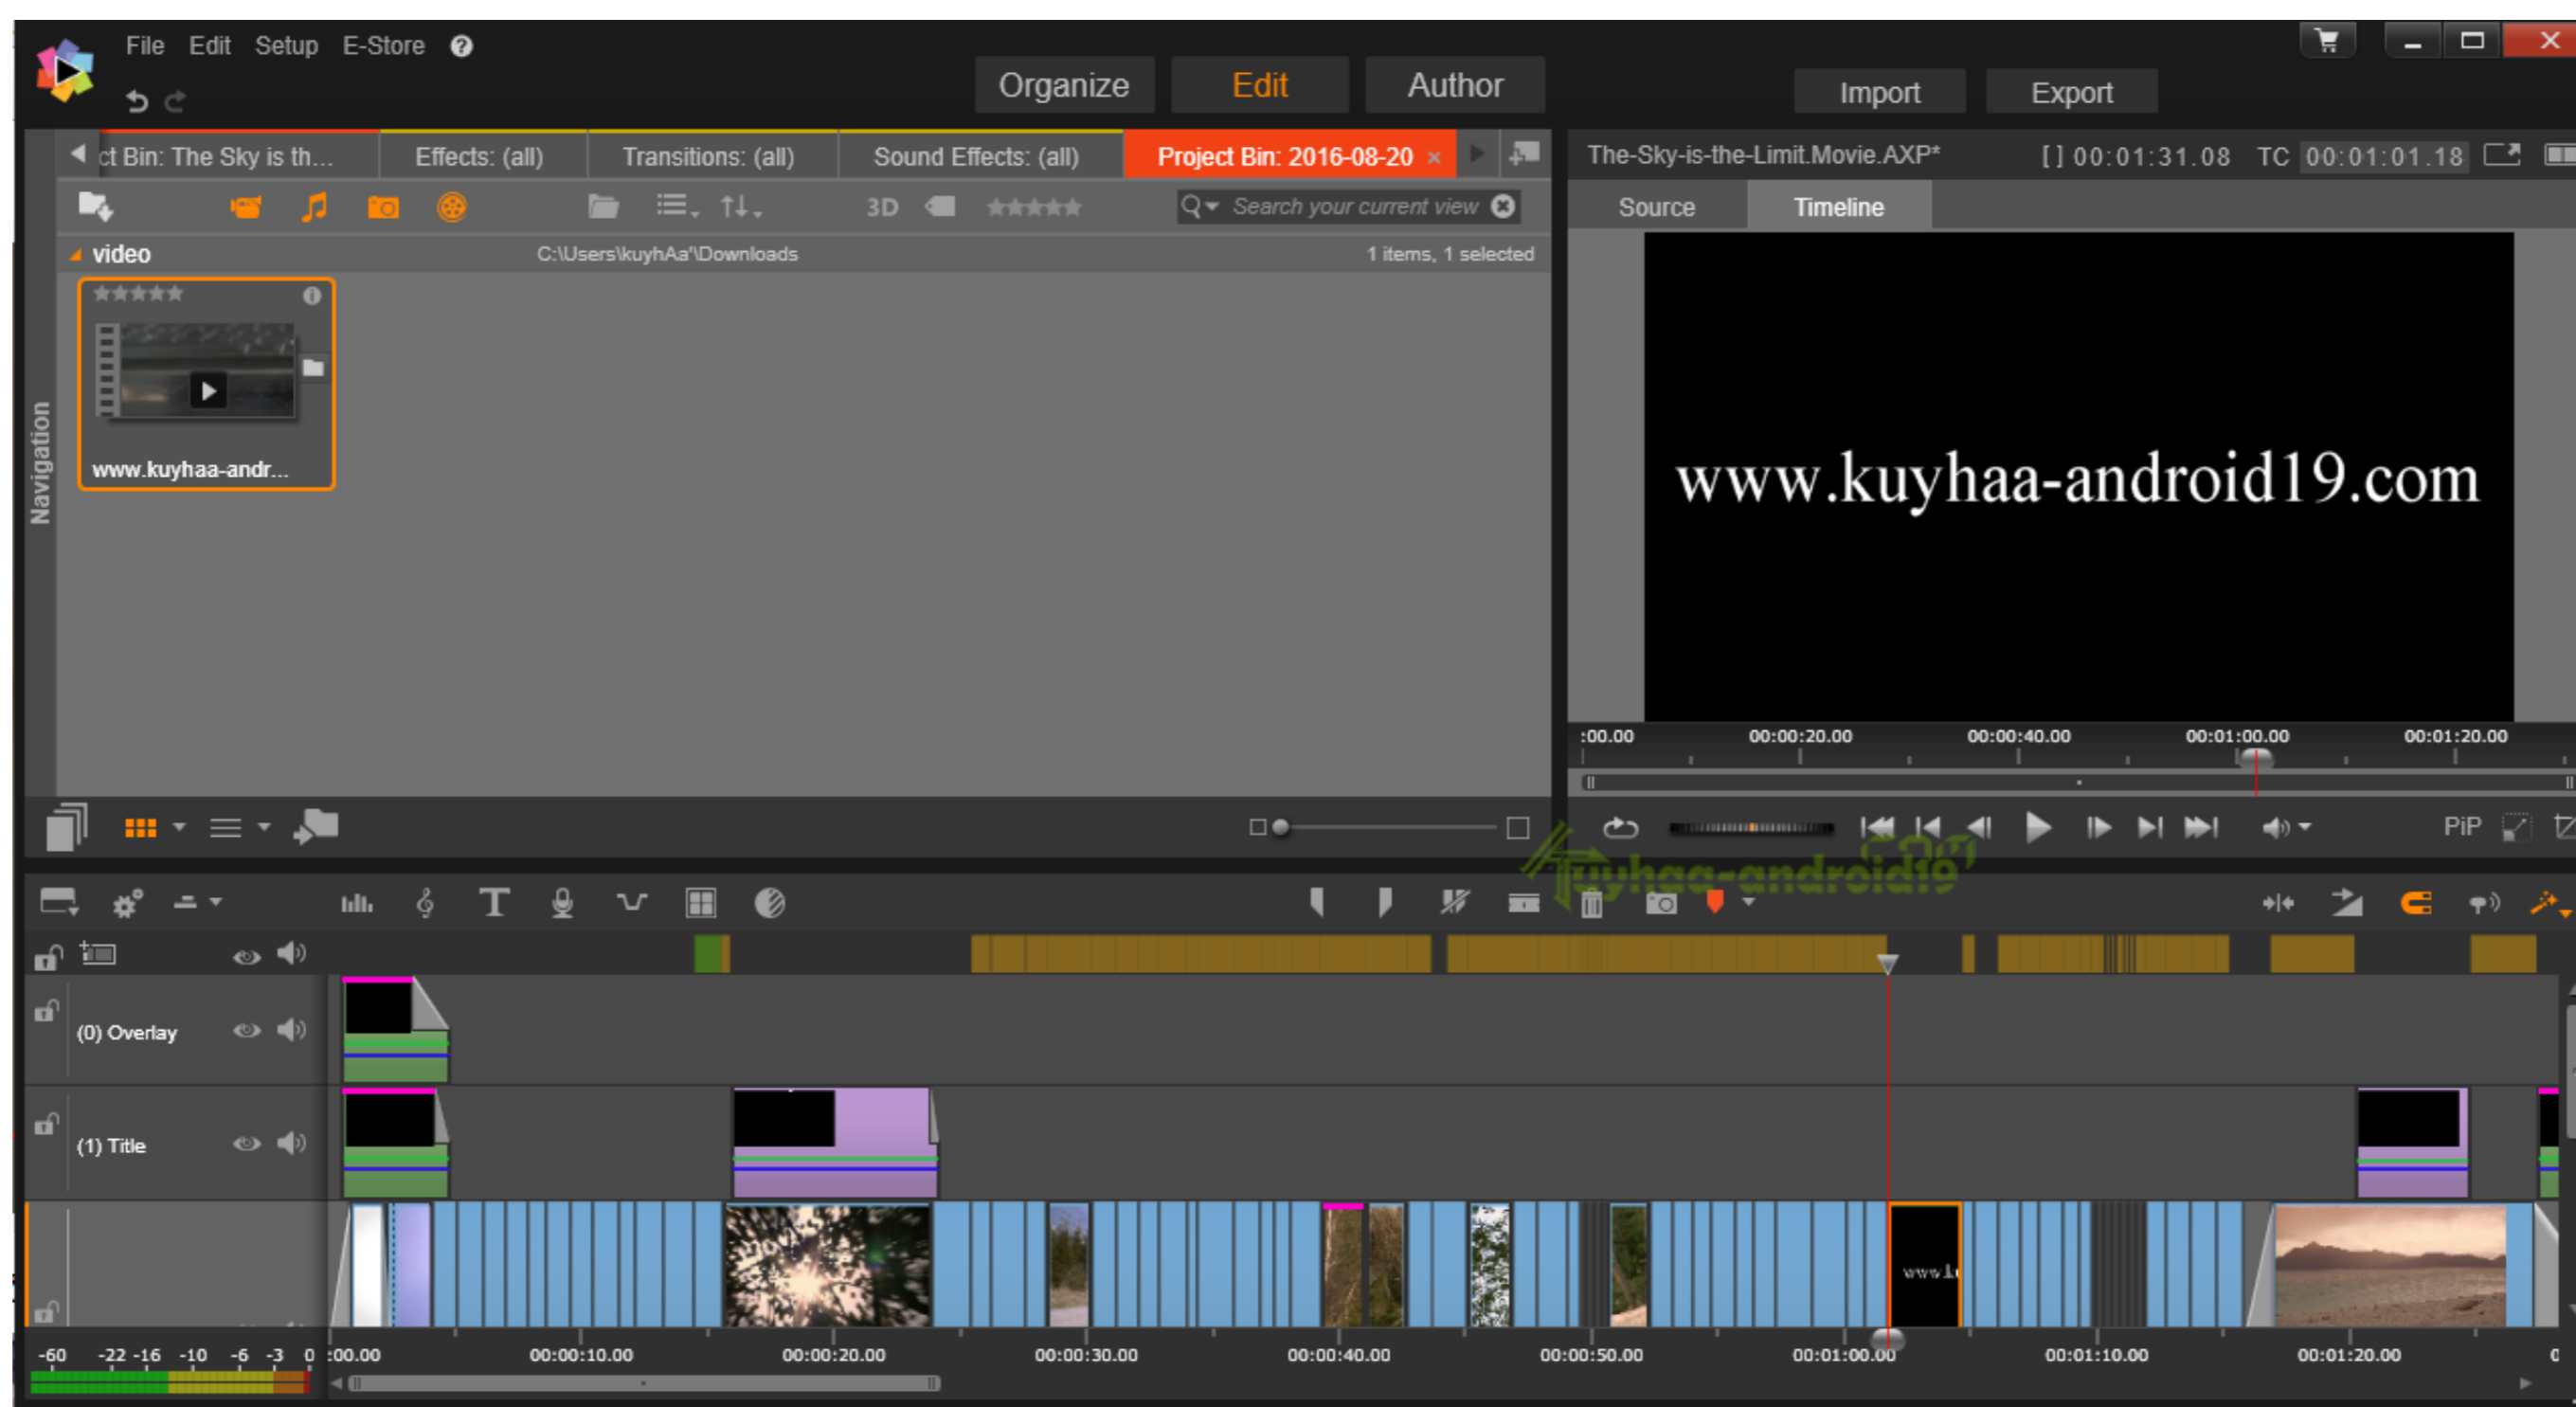 File Edit Setup E-Store ?
Organize Edit Author
Import Export
ct Bin: The Sky is th... Effects: (all) Transitions: (all) Sound Effects: (all) Project Bin: 2016-08-20 ×
The-Sky-is-the-Limit.Movie.AXP* [ ] 00:01:31.08 TC 00:01:01.18
3D Search your current view
Source Timeline
video C:\Users\kuyhAa'\Downloads 1 items, 1 selected
www.kuyhaa-andr...
Navigation
www.kuyhaa-android19.com
:00.00 00:00:20.00 00:00:40.00 00:01:00.00 00:01:20.00
PiP
Kuyhaa-android19
.com
(0) Overlay
(1) Title
-60 -22 -16 -10 -6 -3 0 :00.00 00:00:10.00 00:00:20.00 00:00:30.00 00:00:40.00 00:00:50.00 00:01:00.00 00:01:10.00 00:01:20.00